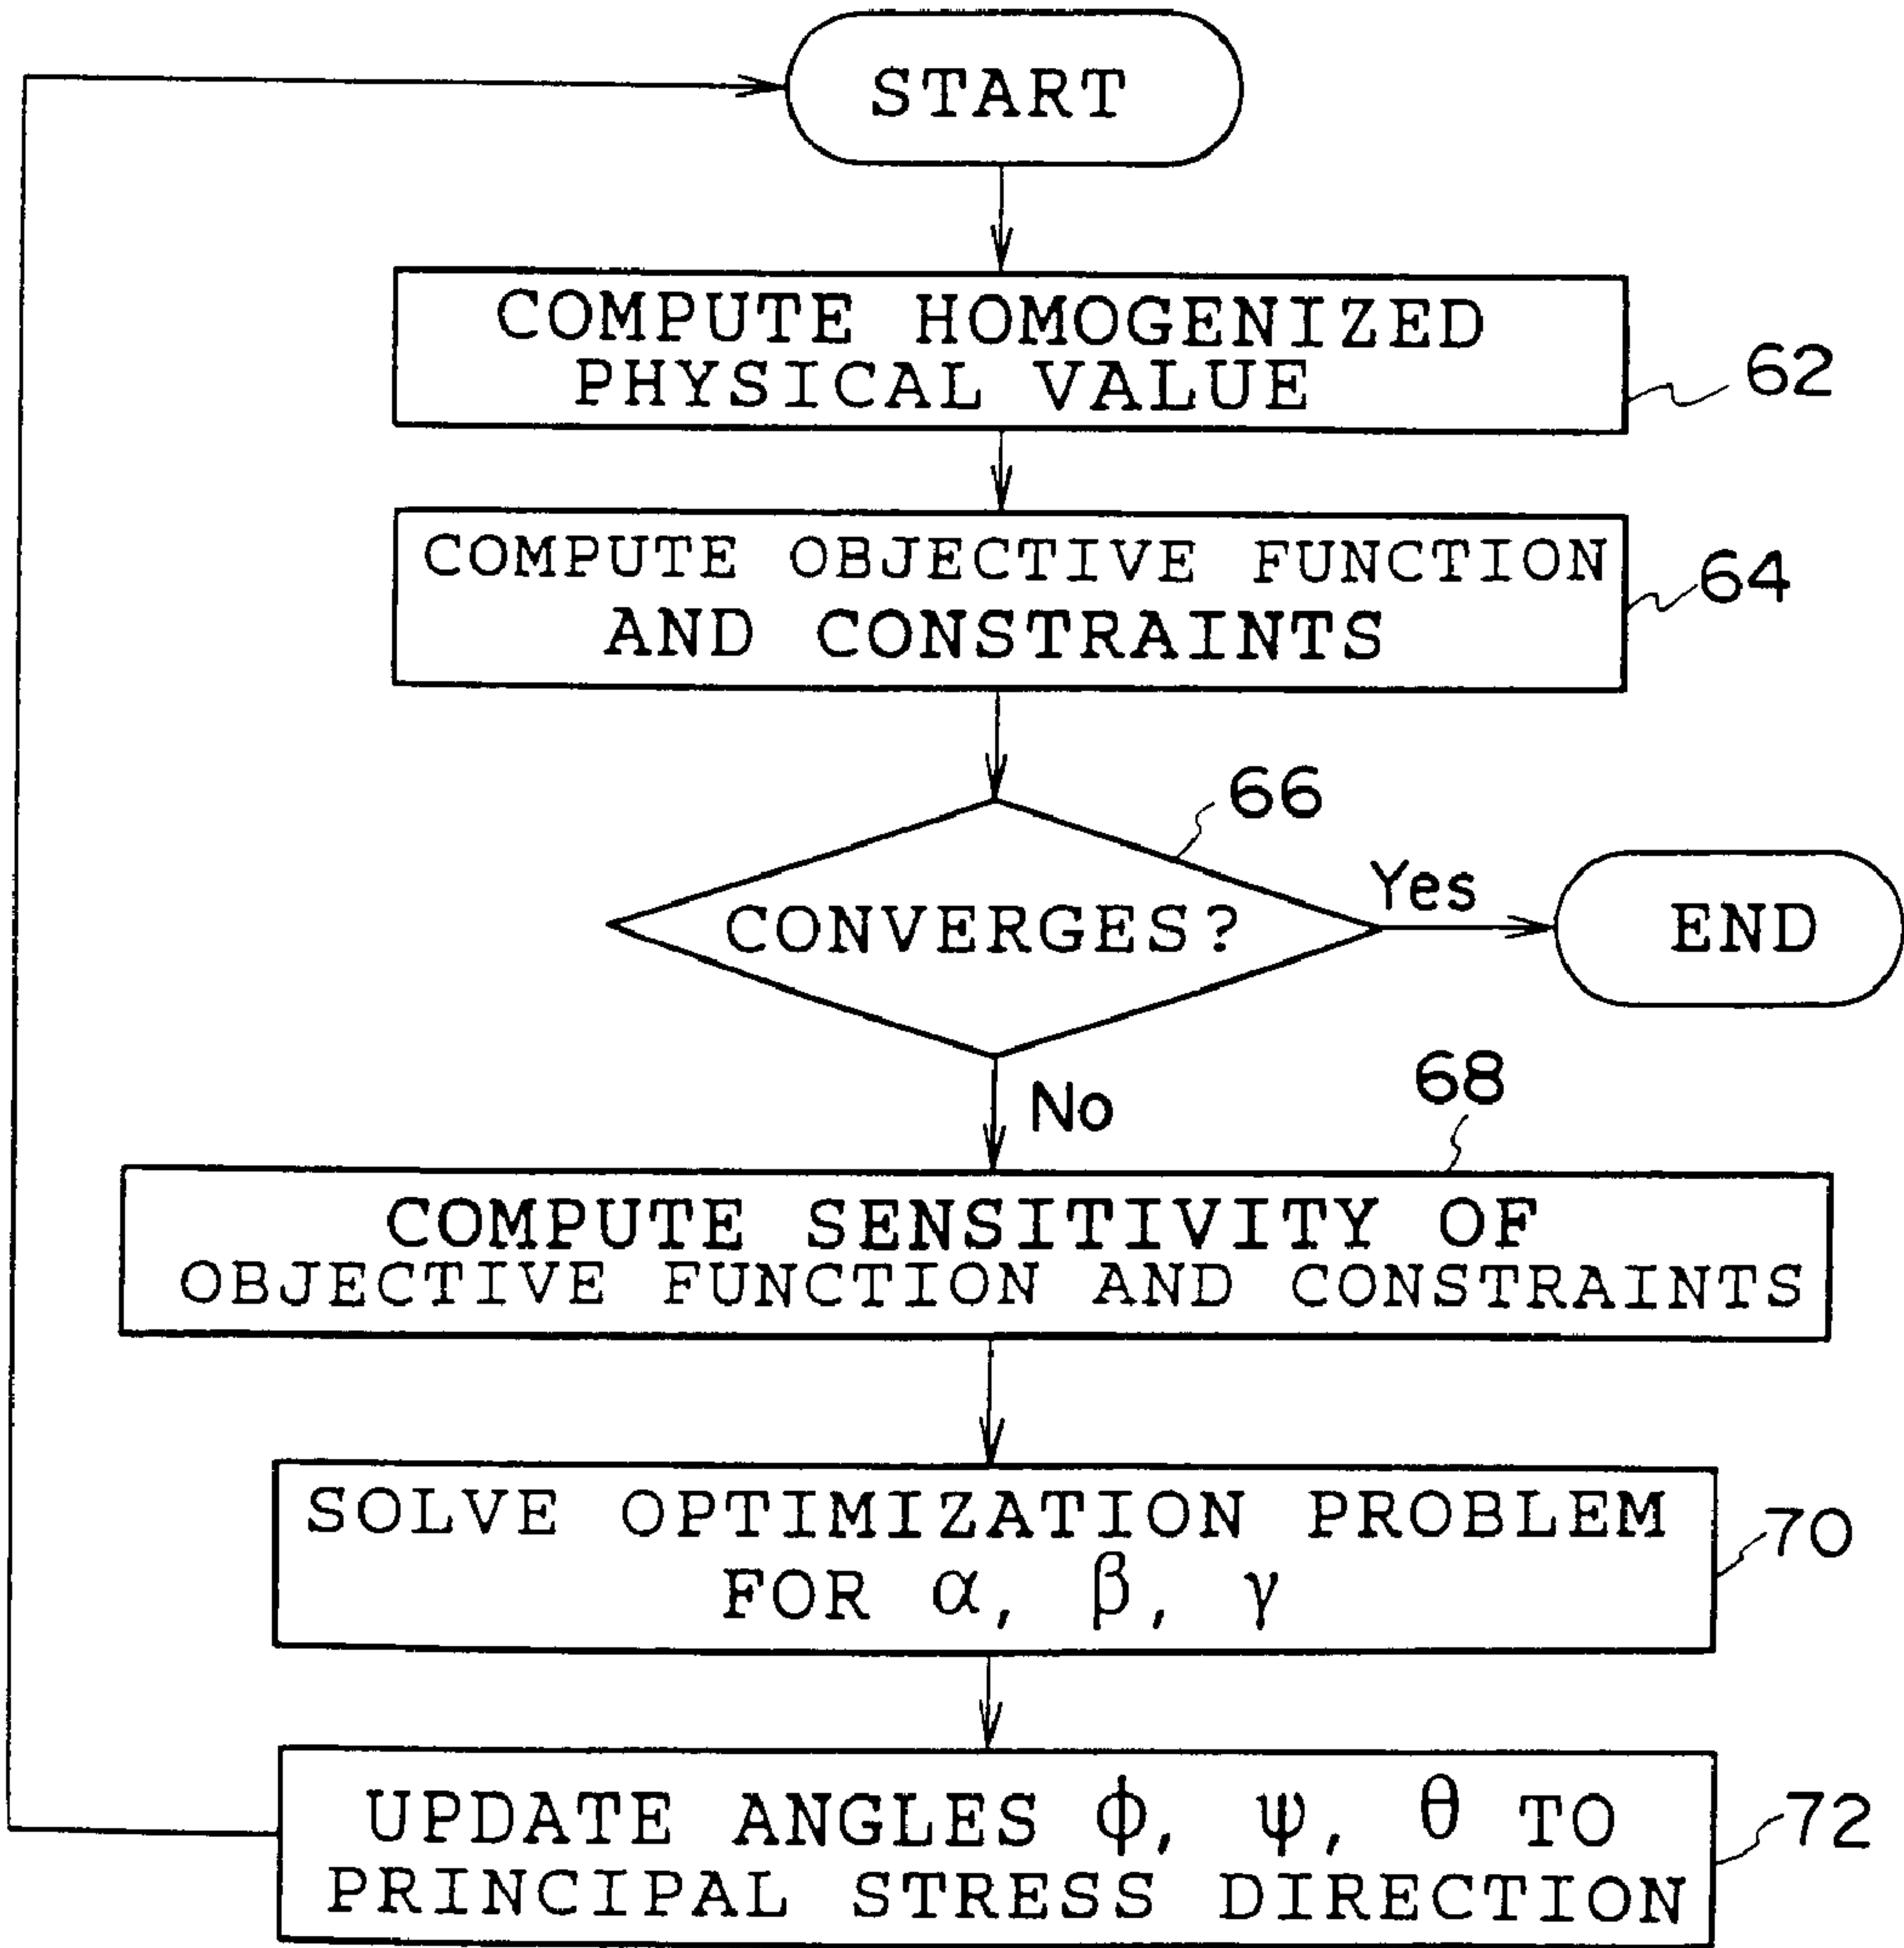 START
COMPUTE HOMOGENIZED
PHYSICAL VALUE
62
COMPUTE OBJECTIVE FUNCTION
AND CONSTRAINTS
64
66
CONVERGES?
Yes
END
No
68
COMPUTE SENSITIVITY OF
OBJECTIVE FUNCTION AND CONSTRAINTS
SOLVE OPTIMIZATION PROBLEM
FOR α, β, γ
70
UPDATE ANGLES ϕ, ψ, θ TO
PRINCIPAL STRESS DIRECTION
72